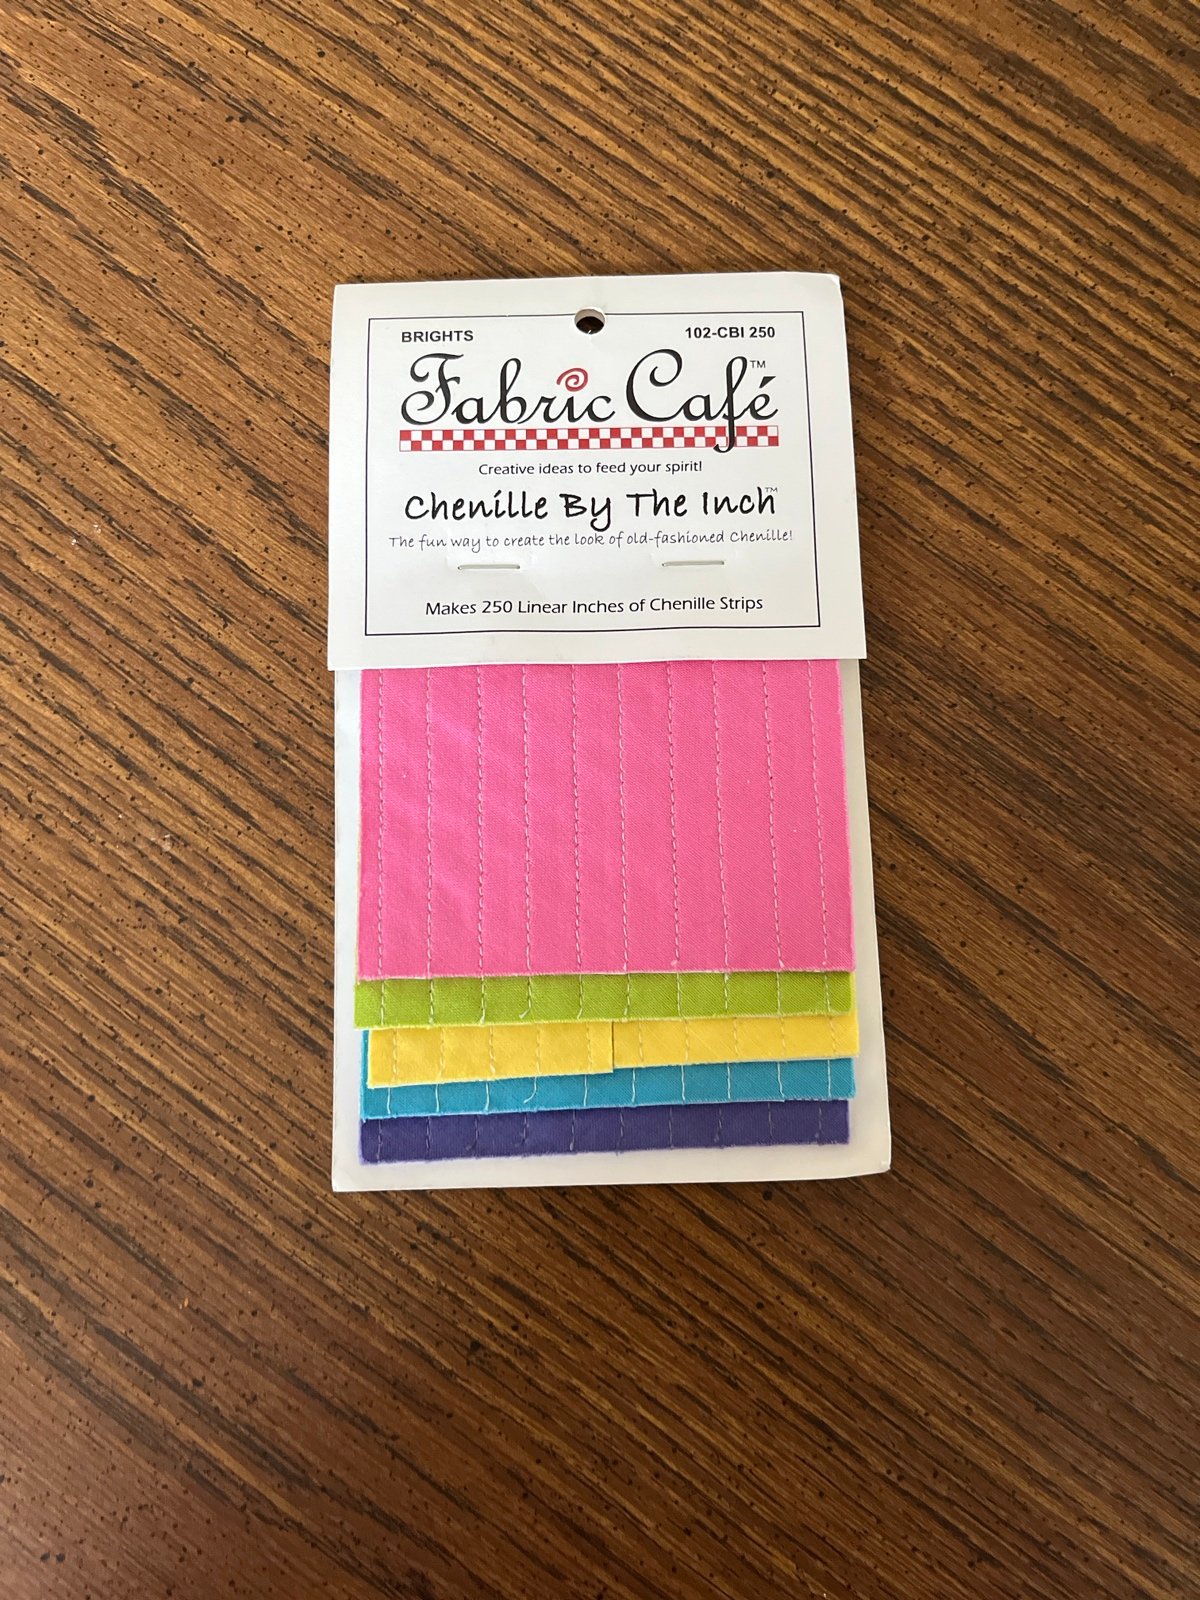 BRIGHTS 102-CBI 250
Fabric Café™
Creative ideas to feed your spirit!
Chenille By The Inch™
The fun way to create the look of old-fashioned Chenille!
Makes 250 Linear Inches of Chenille Strips